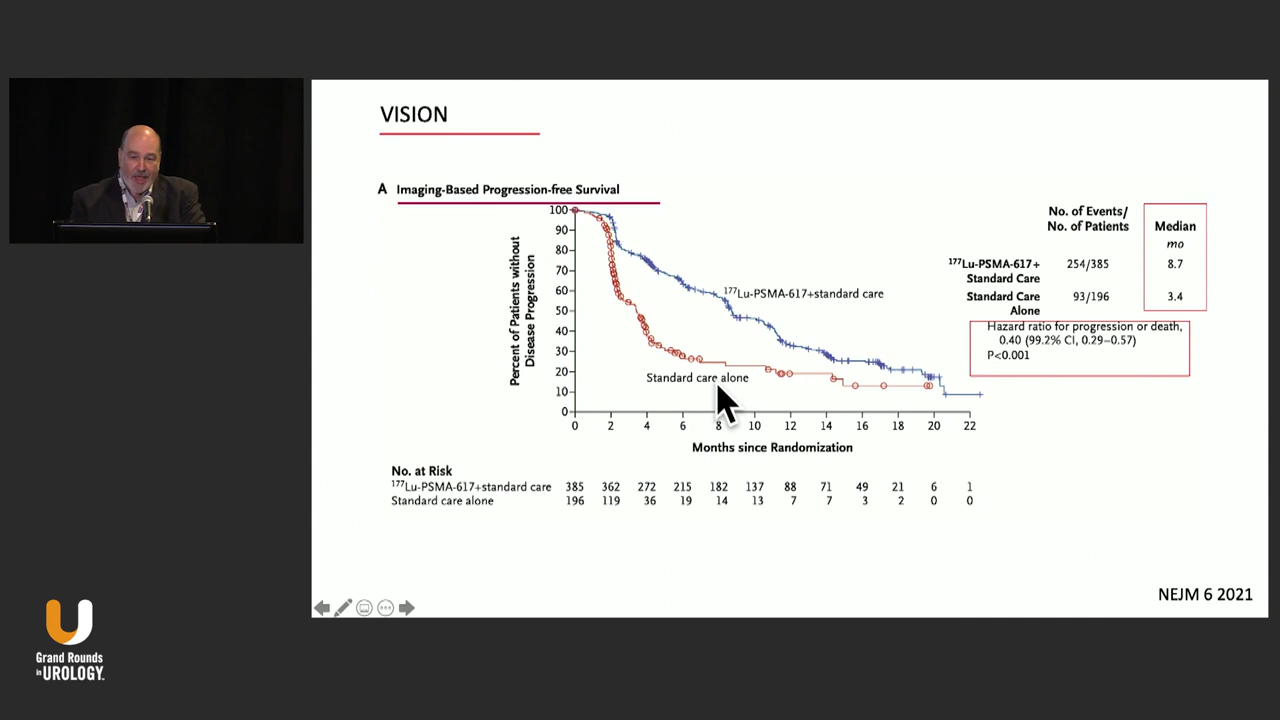 VISION
A Imaging-Based Progression-free Survival
Percent of Patients without
Disease Progression
100
90
80
70
60
50
40
30
20
10
0
177Lu-PSMA-617+standard care
Standard care alone
0 2 4 6 8 10 12 14 16 18 20 22
Months since Randomization
No. of Events/
No. of Patients
Median
mo
177Lu-PSMA-617+
Standard Care
254/385
8.7
Standard Care
Alone
93/196
3.4
Hazard ratio for progression or death,
0.40 (99.2% CI, 0.29–0.57)
P<0.001
No. at Risk
177Lu-PSMA-617+standard care 385 362 272 215 182 137 88 71 49 21 6 1
Standard care alone 196 119 36 19 14 13 7 7 3 2 0 0
NEJM 6 2021
U
Grand Rounds
in UROLOGY